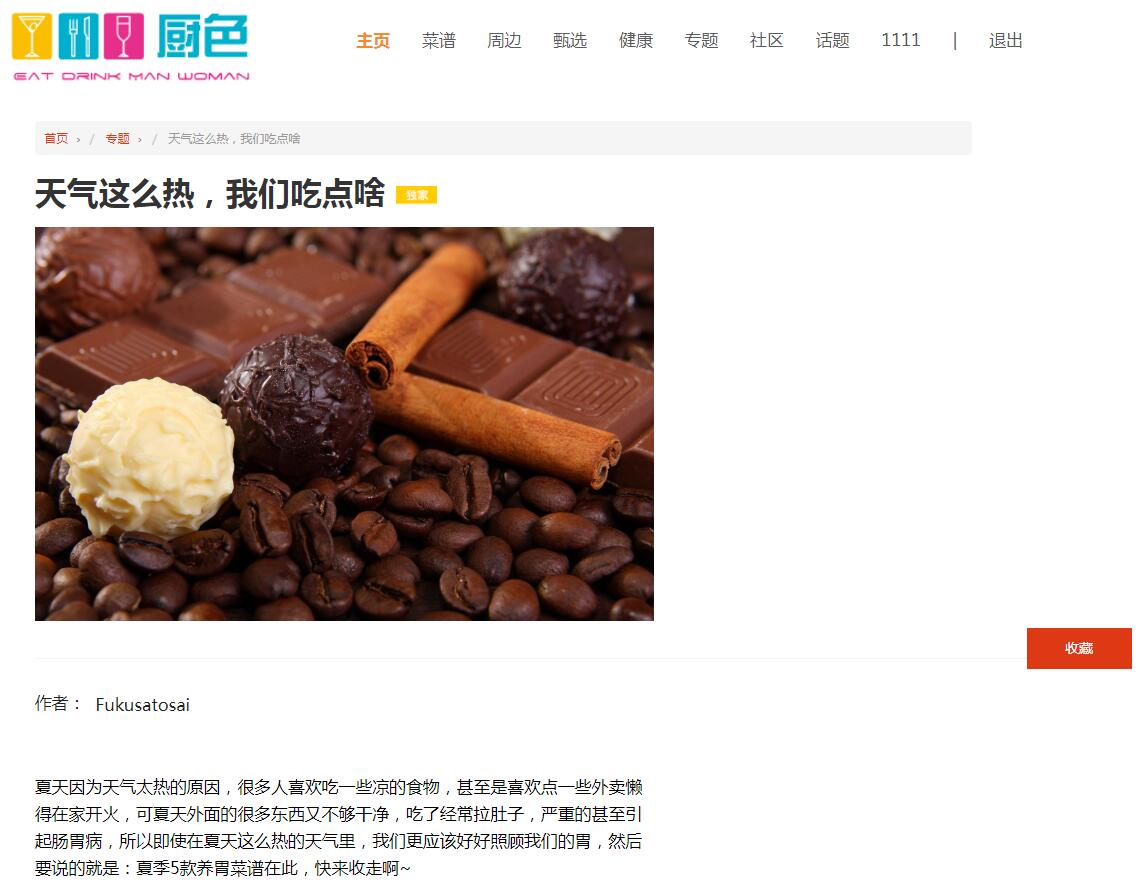 厨色
EAT DRINK MAN WOMAN
主页 菜谱 周边 甄选 健康 专题 社区 话题 1111 | 退出
首页 › / 专题 › / 天气这么热，我们吃点啥
天气这么热，我们吃点啥 独家
收藏
作者： Fukusatosai
夏天因为天气太热的原因，很多人喜欢吃一些凉的食物，甚至是喜欢点一些外卖懒
得在家开火，可夏天外面的很多东西又不够干净，吃了经常拉肚子，严重的甚至引
起肠胃病，所以即使在夏天这么热的天气里，我们更应该好好照顾我们的胃，然后
要说的就是：夏季5款养胃菜谱在此，快来收走啊~